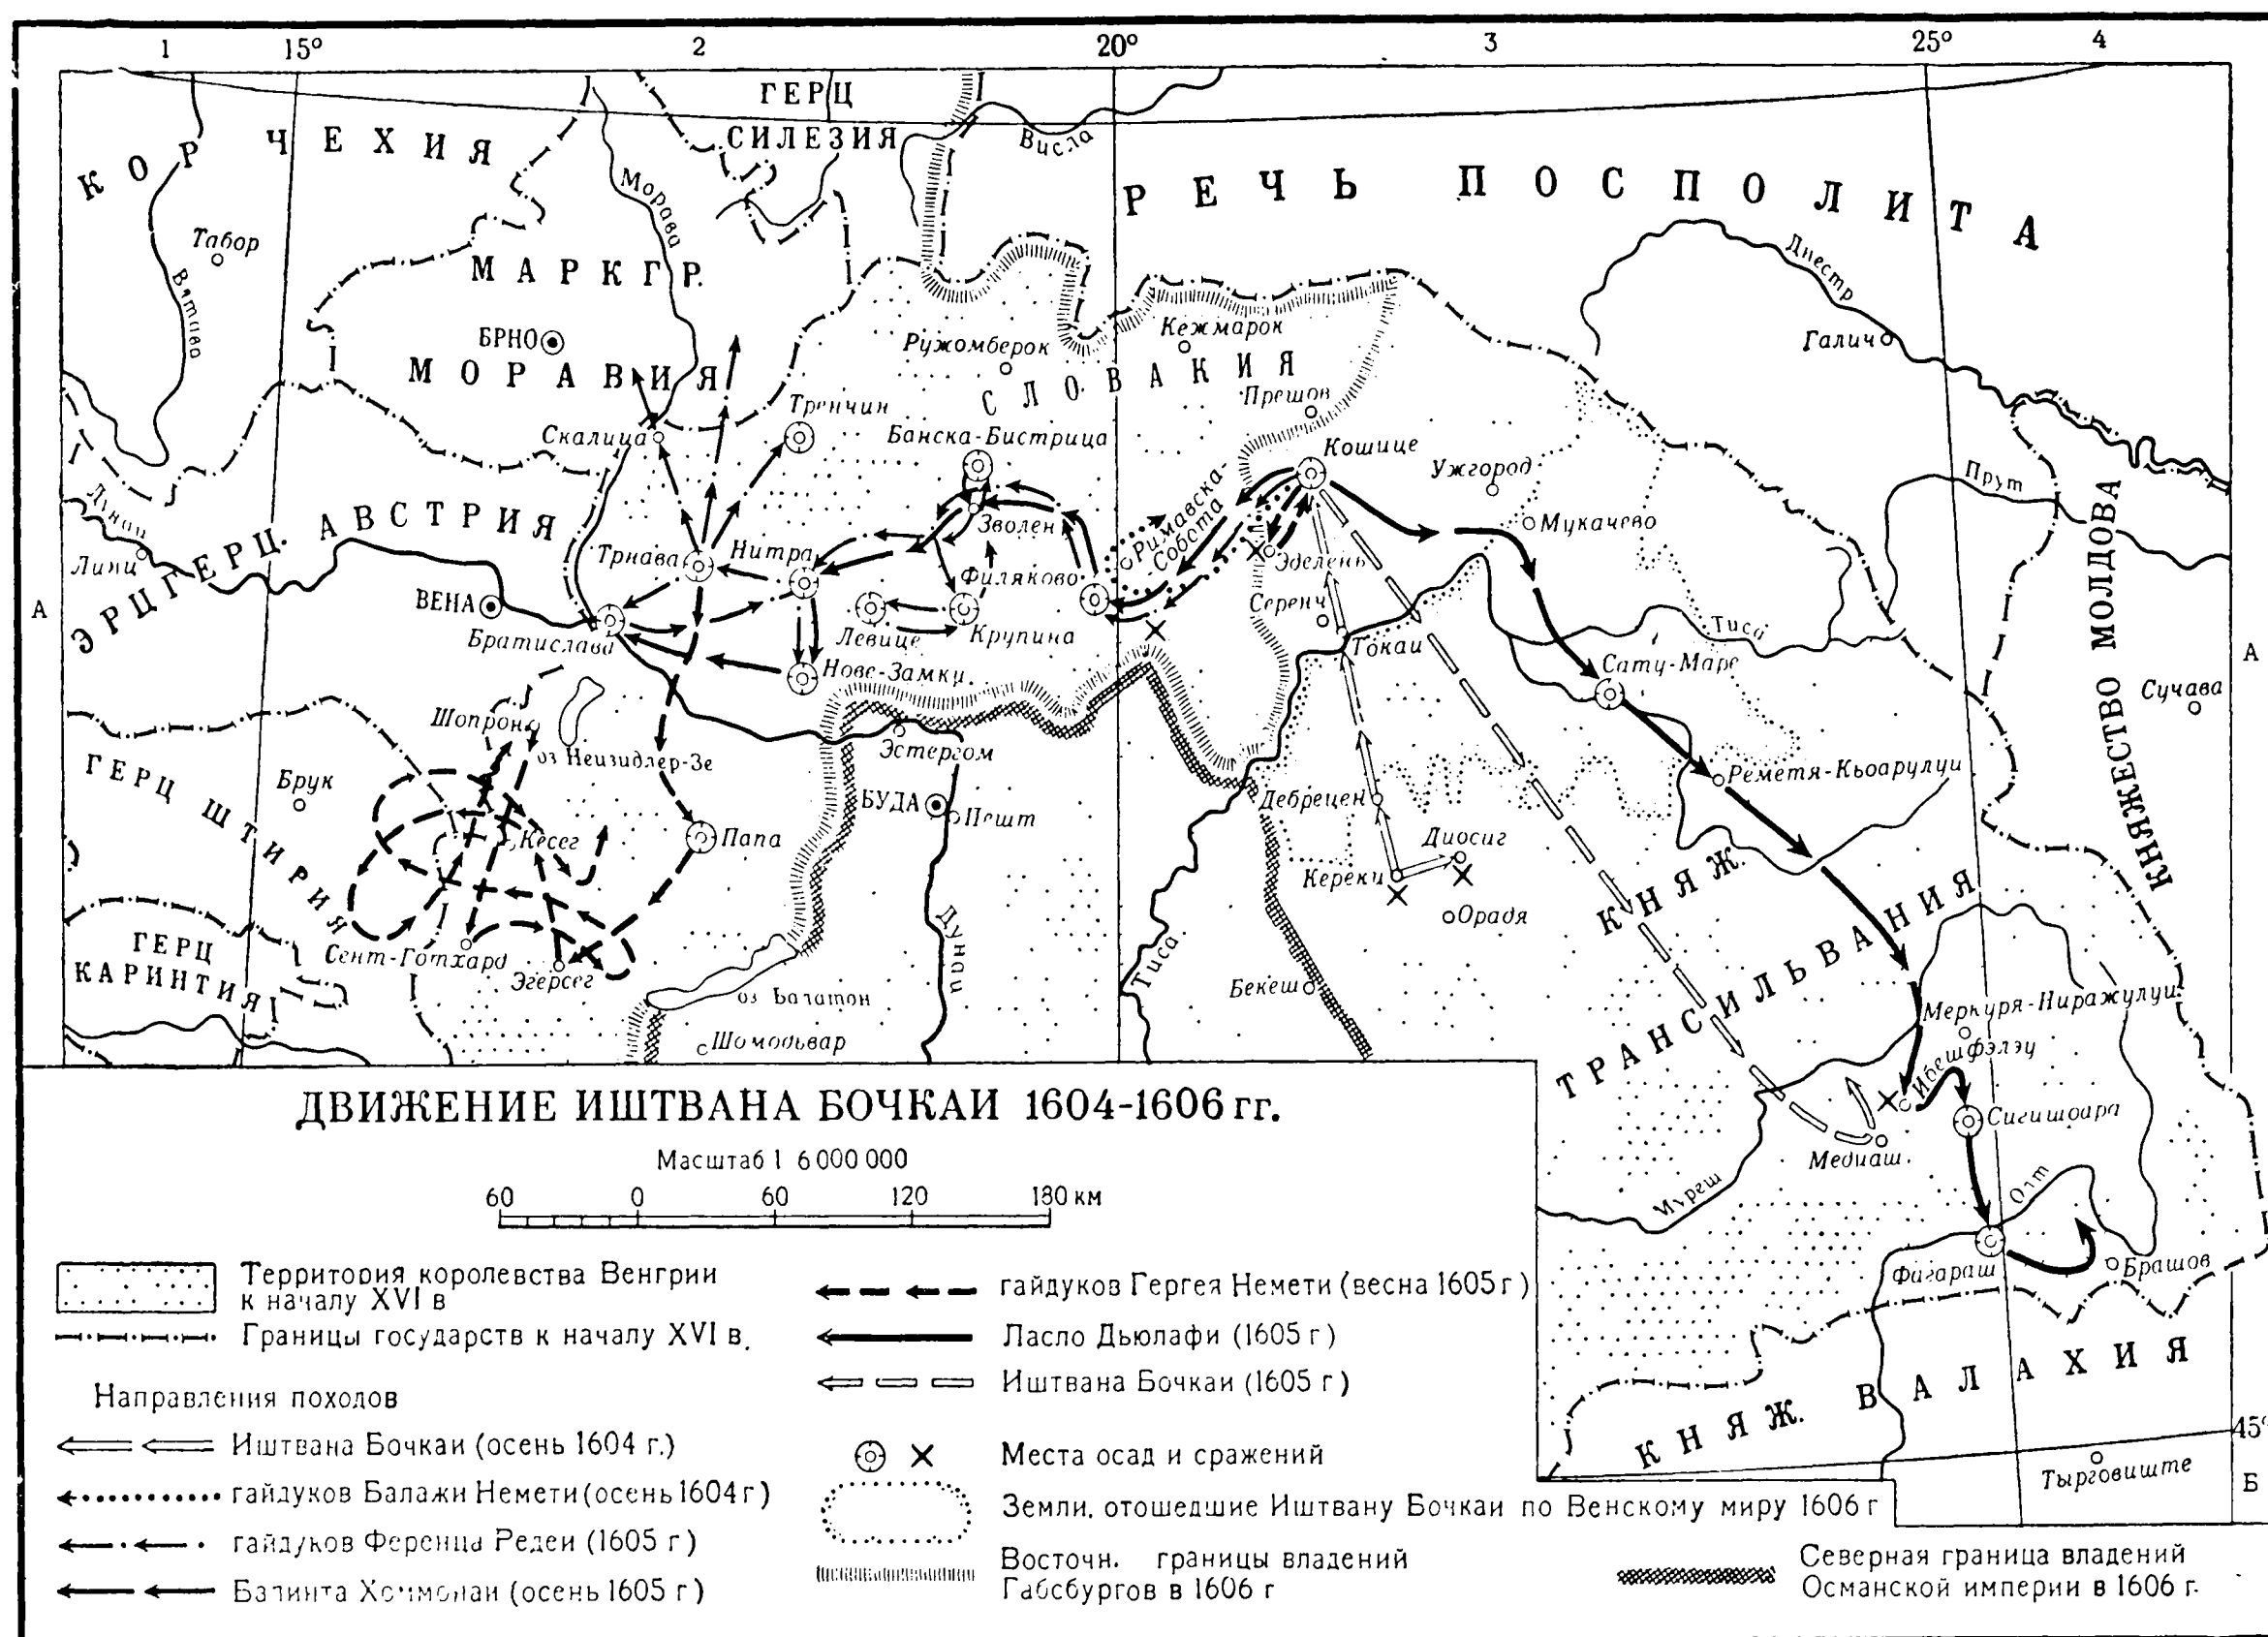 1 15° 2 20° 3 25° 4
КОР ЧЕХИЯ
ГЕРЦ
СИЛЕЗИЯ
Висла
РЕЧЬ ПОСПОЛИТА
Морава
Табор
Влтава
МАРКГР.
МОРАВИЯ
БРНО
Днестр
Галич
Ружомберок
Кежмарок
СЛОВАКИЯ
Прешов
Тренчин
Скалица
Банска-Бистрица
Кошице
Ужгород
Прут
Мукачево
КНЯЖЕСТВО МОЛДОВА
Дунай
Линц
ЭРЦГЕРЦ. АВСТРИЯ
Зволен
Римавска-
Собота
Трнава
Нитра
Филяково
Эделень
ВЕНА
Братислава
Левице
Крупина
Серенч
Токаи
Тиса
А
А
Нове-Замки
Сату-Маре
Сучава
Шопрон
оз Неизидлер-Зе
Эстергом
ГЕРЦ ШТИРИЯ
Брук
БУДА
Пешт
Дебрецен
Реметя-Кьоарулуи
Кесег
Папа
Диосиг
Кереки
Орадя
КНЯЖ.
ТРАНСИЛЬВАНИЯ
ГЕРЦ
КАРИНТИЯ
Сент-Готхард
Эгерсег
оз Балатон
Дунаи
Тиса
Бекеш
Шомодьвар
Меркуря-Ниражулуи
Ибешфэлэу
Сигишоара
Медиаш.
Муреш
Олт
Фагараш
Брашов
КНЯЖ. ВАЛАХИЯ
45°
Тырговиште
Б
ДВИЖЕНИЕ ИШТВАНА БОЧКАИ 1604-1606 гг.
Масштаб 1 6 000 000
60 0 60 120 180 км
Территория королевства Венгрии
к началу XVI в
Границы государств к началу XVI в.
Направления походов
Иштвана Бочкаи (осень 1604 г.)
гайдуков Балажи Немети (осень 1604 г)
гайдуков Ференца Редеи (1605 г)
Балинта Хоммонаи (осень 1605 г)
гайдуков Гергея Немети (весна 1605 г)
Ласло Дьюлафи (1605 г)
Иштвана Бочкаи (1605 г)
Места осад и сражений
Земли, отошедшие Иштвану Бочкаи по Венскому миру 1606 г
Восточн. границы владений
Габсбургов в 1606 г
Северная граница владений
Османской империи в 1606 г.